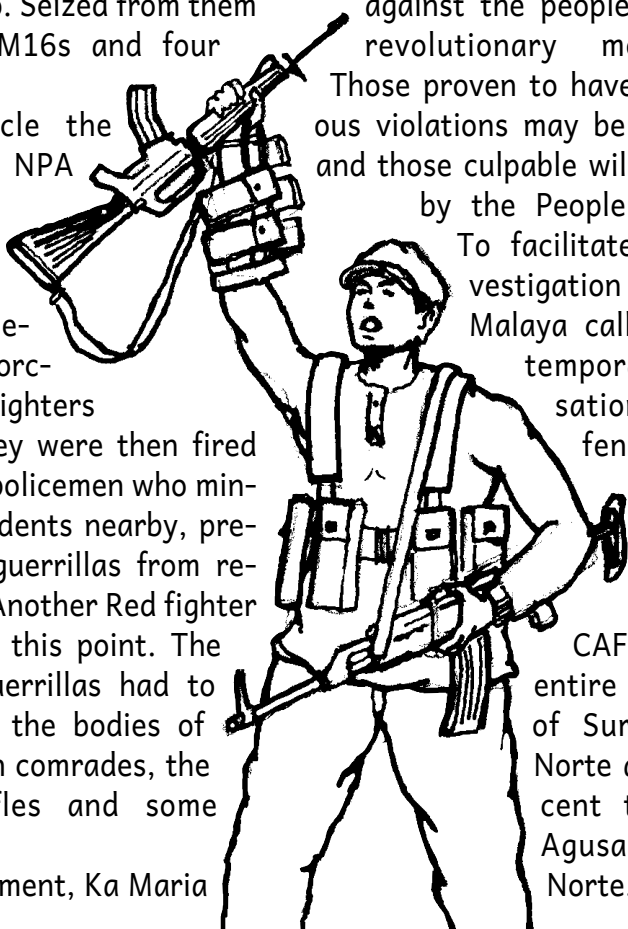 . Seized from them
M16s and four
cle the
NPA
e-
orc-
ighters
ey were then fired
policemen who min-
dents nearby, pre-
guerrillas from re-
Another Red fighter
this point. The
uerrillas had to
the bodies of
n comrades, the
fles and some
ment, Ka Maria
against the people
revolutionary m
Those proven to have
ous violations may be
and those culpable wil
by the People
To facilitate
vestigation
Malaya call
tempor
sation
fen
CAF
entire
of Sur
Norte a
cent t
Agusa
Norte.